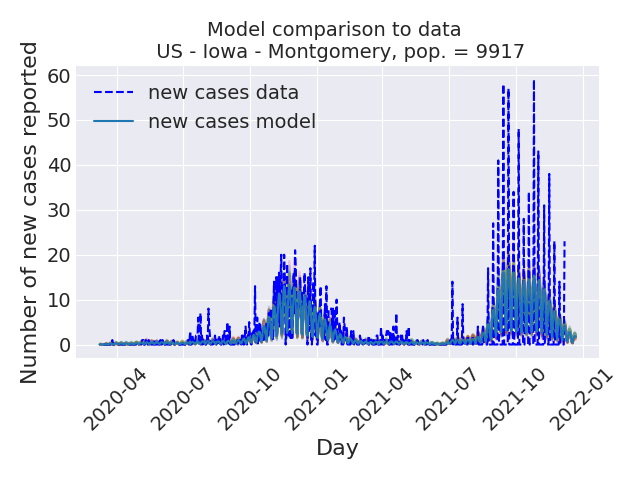 Model comparison to data
US - Iowa - Montgomery, pop. = 9917
Number of new cases reported
60
50
40
30
20
10
0
new cases data
new cases model
2020-04
2020-07
2020-10
2021-01
2021-04
2021-07
2021-10
2022-01
Day